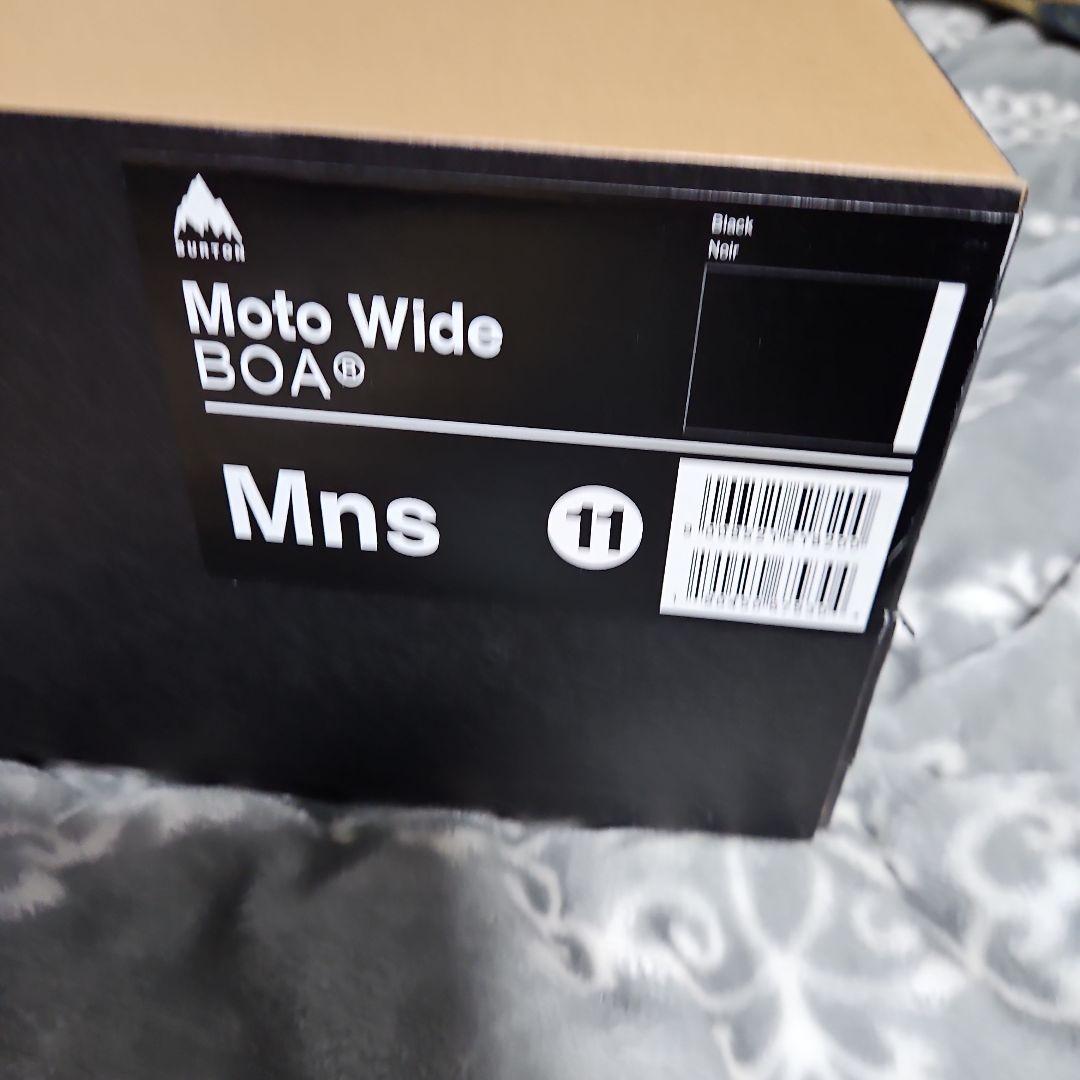 BURTON
Moto Wide
BOA®
Black
Noir
Mns
11